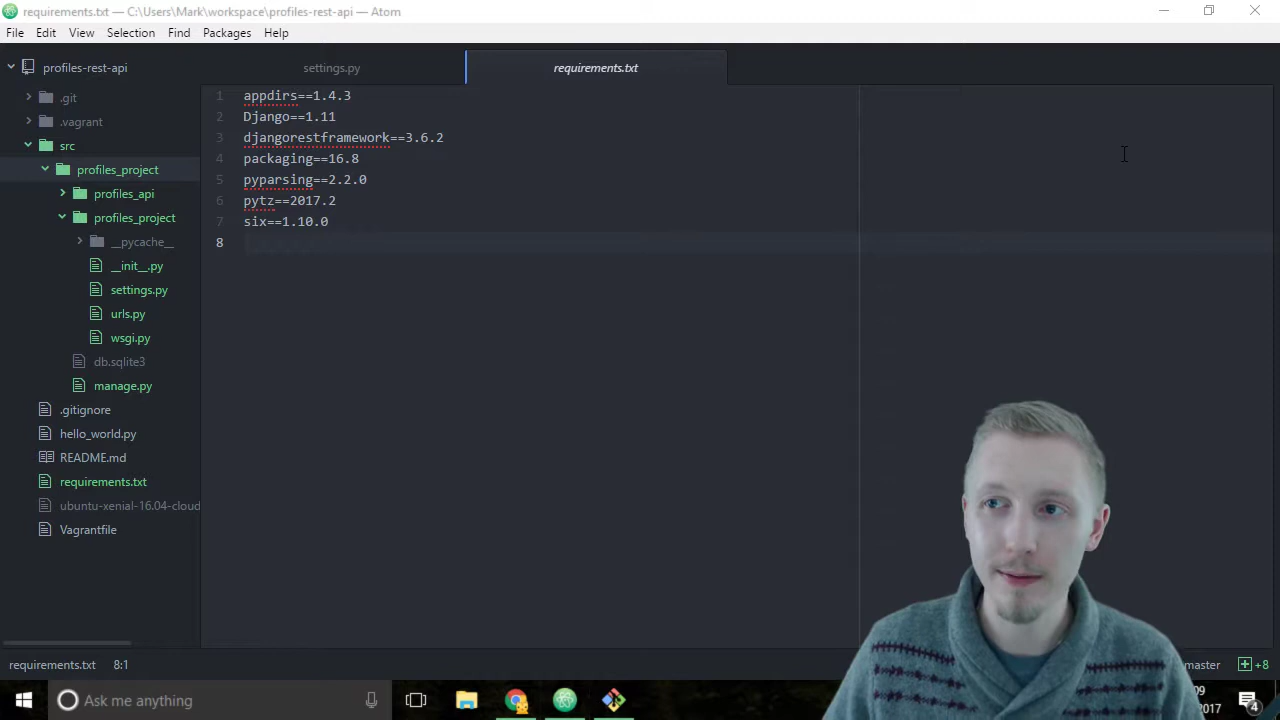 requirements.txt — C:\Users\Mark\workspace\profiles-rest-api — Atom
File Edit View Selection Find Packages Help
profiles-rest-api
settings.py
requirements.txt
.git
.vagrant
src
profiles_project
profiles_api
profiles_project
__pycache__
__init__.py
settings.py
urls.py
wsgi.py
db.sqlite3
manage.py
.gitignore
hello_world.py
README.md
requirements.txt
ubuntu-xenial-16.04-cloud
Vagrantfile
1 appdirs==1.4.3
2 Django==1.11
3 djangorestframework==3.6.2
4 packaging==16.8
5 pyparsing==2.2.0
6 pytz==2017.2
7 six==1.10.0
8
requirements.txt 8:1
master +8
Ask me anything
09
2017
4